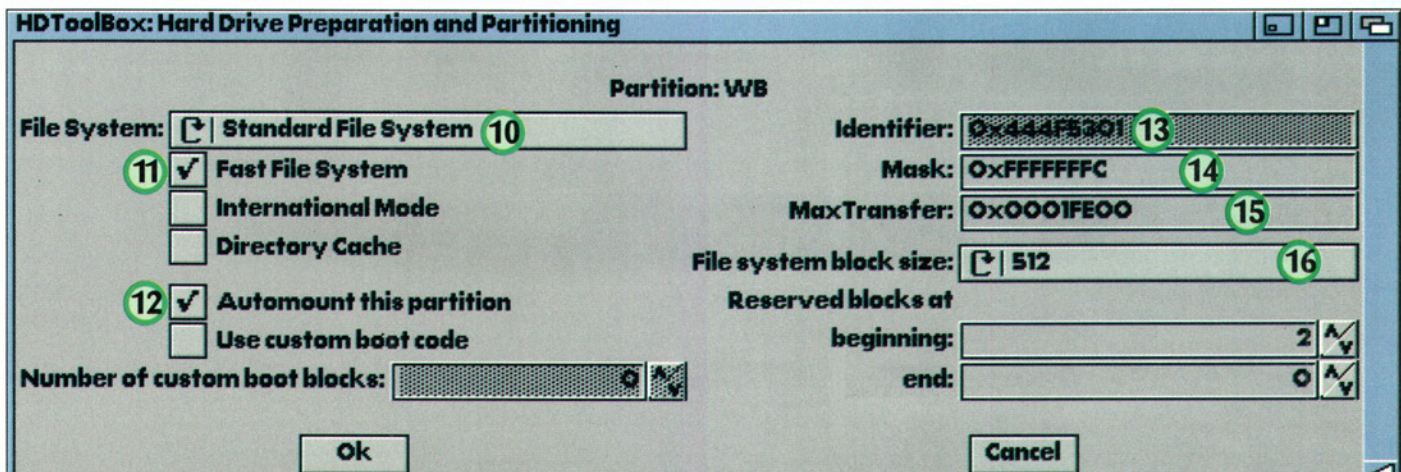 HDToolBox: Hard Drive Preparation and Partitioning
Partition: WB
File System: Standard File System 10
11 Fast File System
International Mode
Directory Cache
12 Automount this partition
Use custom boot code
Number of custom boot blocks: 0
Identifier: 0x444F5301 13
Mask: 0xFFFFFFFC 14
MaxTransfer: 0x0001FE00 15
File system block size: 512 16
Reserved blocks at
beginning: 2
end: 0
Ok
Cancel